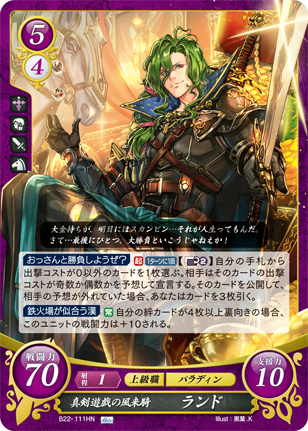 5
4
大金持ちが、明日にはスカンピン…それが人生ってもんだ。
さて…最後にひとつ、大勝負といこうじゃねぇか！
おっさんと勝負しようぜ？ 起 1ターンに1回 2 自分の手札から
出撃コストが0以外のカードを1枚選ぶ。相手はそのカードの出撃
コストが奇数か偶数かを予想して宣言する。そのカードを公開して、
相手の予想が外れていた場合、あなたはカードを3枚引く。
鉄火場が似合う漢 常 自分の絆カードが4枚以上裏向きの場合、
このユニットの戦闘力は＋10される。
戦闘力
70
射程 1 上級職 パラディン
支援力
10
真剣遊戯の風来騎 ランド
B22-111HN
Illust：黒葉.K